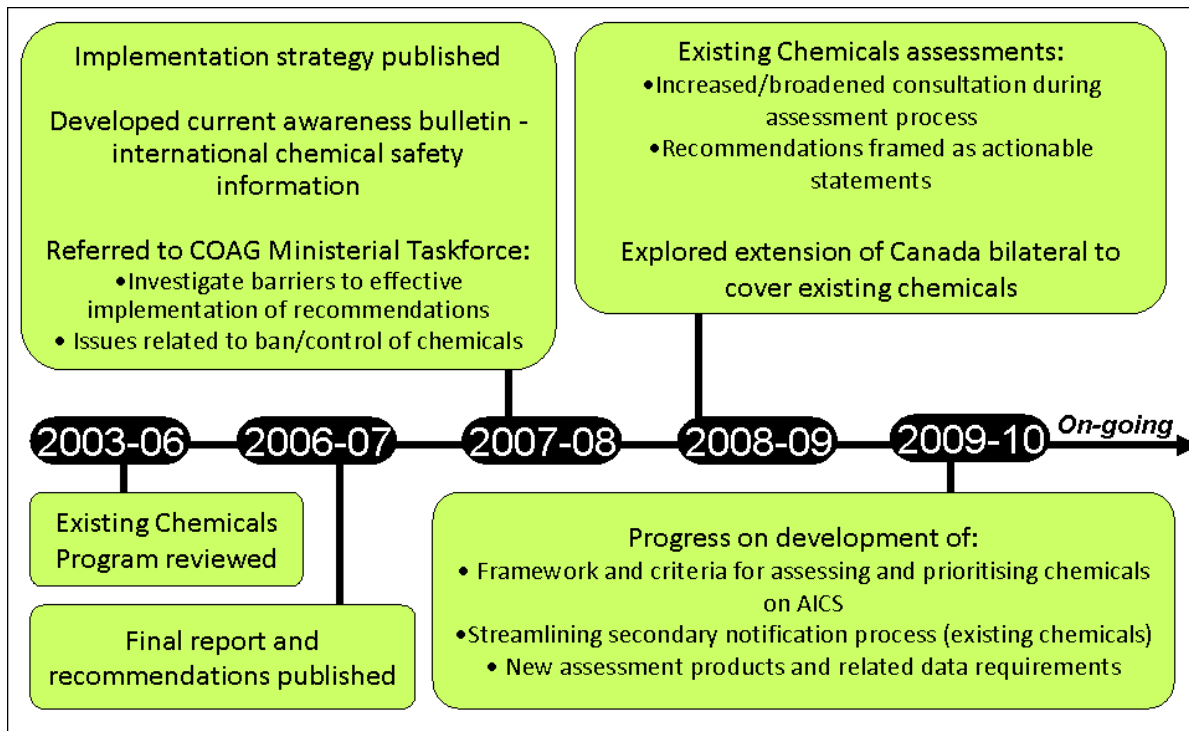 Implementation strategy published
Developed current awareness bulletin -
international chemical safety
information
Referred to COAG Ministerial Taskforce:
•Investigate barriers to effective
implementation of recommendations
• Issues related to ban/control of chemicals
Existing Chemicals assessments:
•Increased/broadened consultation during
assessment process
•Recommendations framed as actionable
statements
Explored extension of Canada bilateral to
cover existing chemicals
2003-06
2006-07
2007-08
2008-09
2009-10
On-going
Existing Chemicals
Program reviewed
Final report and
recommendations published
Progress on development of:
• Framework and criteria for assessing and prioritising chemicals
on AICS
•Streamlining secondary notification process (existing chemicals)
• New assessment products and related data requirements